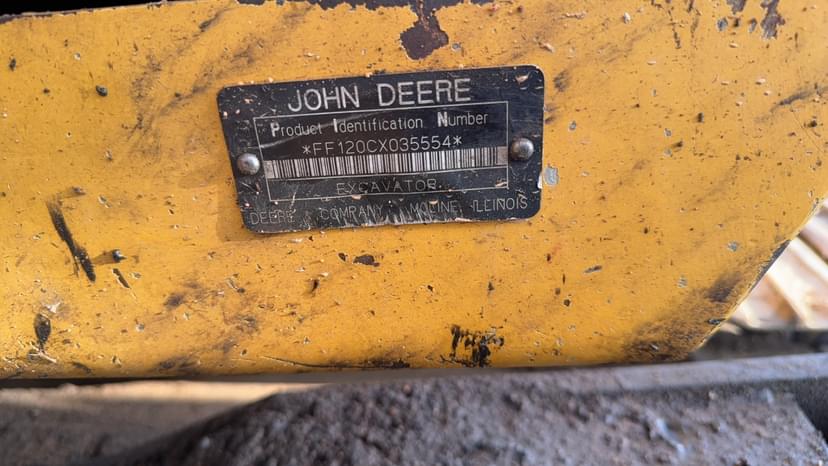 JOHN DEERE
Product Identification Number
*FF120CX035554*
EXCAVATOR
DEERE & COMPANY MOLINE, ILLINOIS